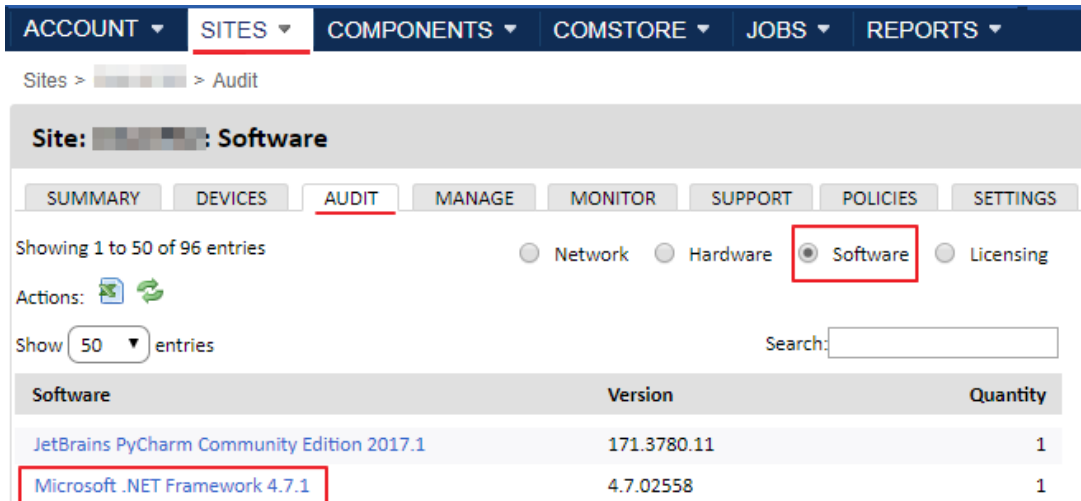 ACCOUNT SITES COMPONENTS COMSTORE JOBS REPORTS
Sites > > Audit
Site: : Software
SUMMARY DEVICES AUDIT MANAGE MONITOR SUPPORT POLICIES SETTINGS
Showing 1 to 50 of 96 entries Network Hardware Software Licensing
Actions:
Show 50 entries Search:
Software Version Quantity
JetBrains PyCharm Community Edition 2017.1 171.3780.11 1
Microsoft .NET Framework 4.7.1 4.7.02558 1